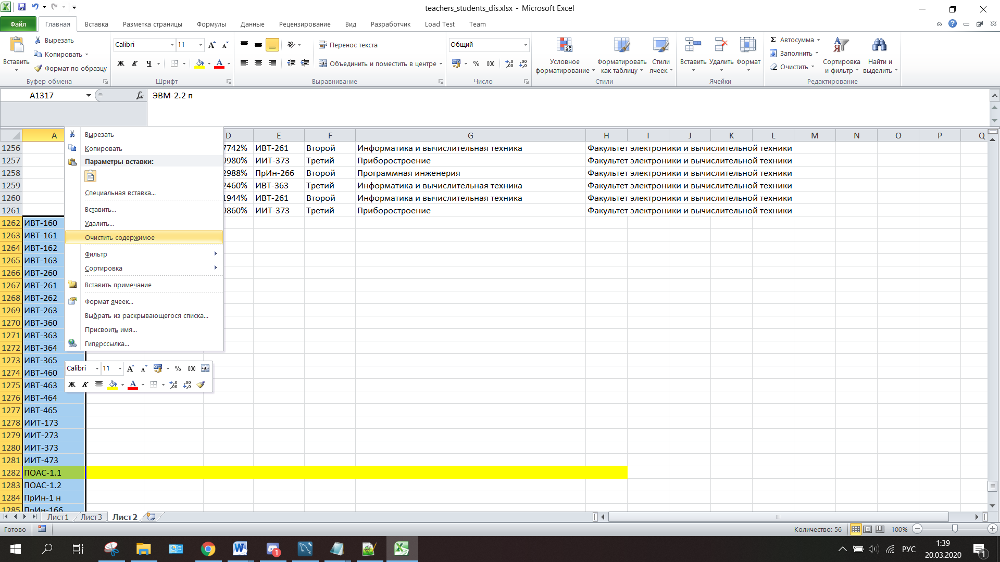 teachers_students_dis.xlsx - Microsoft Excel
Файл Главная Вставка Разметка страницы Формулы Данные Рецензирование Вид Разработчик Load Test Team
Вставить
Вырезать
Копировать
Формат по образцу
Буфер обмена
Calibri 11
Ж К Ч А
Шрифт
Перенос текста
Объединить и поместить в центре
Выравнивание
Общий
% 000
Число
Условное форматирование
Форматировать как таблицу
Стили ячеек
Стили
Вставить Удалить Формат
Ячейки
Σ Автосумма
Заполнить
Очистить
Сортировка и фильтр
Найти и выделить
Редактирование
A1317 fx ЭВМ-2.2 п
A D E F G H I J K L M N O P Q
1256 7742% ИВТ-261 Второй Информатика и вычислительная техника Факультет электроники и вычислительной техники
1257 9980% ИИТ-373 Третий Приборостроение Факультет электроники и вычислительной техники
1258 2988% ПрИн-266 Второй Программная инженерия Факультет электроники и вычислительной техники
1259 2460% ИВТ-363 Третий Информатика и вычислительная техника Факультет электроники и вычислительной техники
1260 1944% ИВТ-261 Второй Информатика и вычислительная техника Факультет электроники и вычислительной техники
1261 9860% ИИТ-373 Третий Приборостроение Факультет электроники и вычислительной техники
1262 ИВТ-160
1263 ИВТ-161
1264 ИВТ-162
1265 ИВТ-163
1266 ИВТ-260
1267 ИВТ-261
1268 ИВТ-262
1269 ИВТ-263
1270 ИВТ-360
1271 ИВТ-363
1272 ИВТ-364
1273 ИВТ-365
1274 ИВТ-460
1275 ИВТ-463
1276 ИВТ-464
1277 ИВТ-465
1278 ИИТ-173
1279 ИИТ-273
1280 ИИТ-373
1281 ИИТ-473
1282 ПОАС-1.1
1283 ПОАС-1.2
1284 ПрИн-1 н
1285 ПрИн-166
Вырезать
Копировать
Параметры вставки:
Специальная вставка...
Вставить...
Удалить...
Очистить содержимое
Фильтр
Сортировка
Вставить примечание
Формат ячеек...
Выбрать из раскрывающегося списка...
Присвоить имя...
Гиперссылка...
Calibri 11 % 000
Ж К А
Лист1 Лист3 Лист2
Готово Количество: 56 100%
РУС
1:39
20.03.2020
1
1